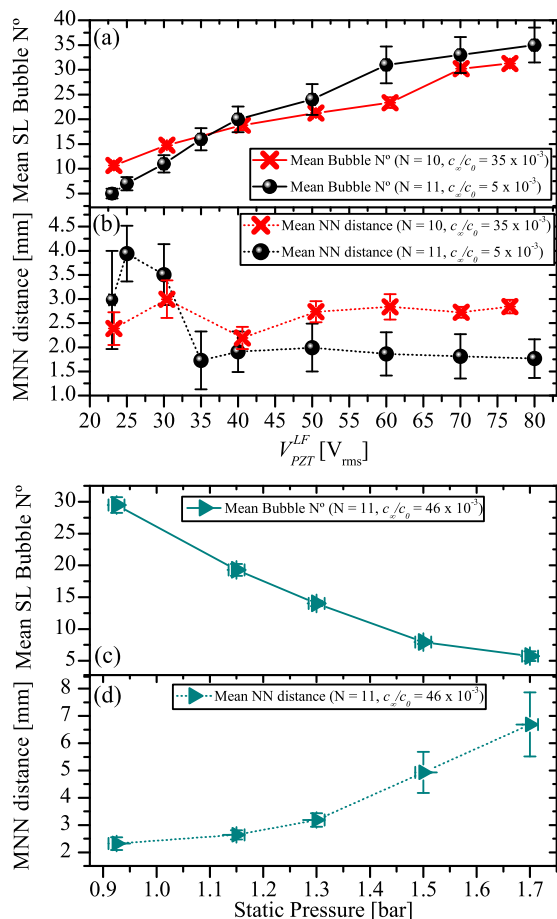 (a)
Mean SL Bubble Nº
40
35
30
25
20
15
10
5
Mean Bubble Nº (N = 10, c∞/c0 = 35 x 10⁻³)
Mean Bubble Nº (N = 11, c∞/c0 = 5 x 10⁻³)
(b)
MNN distance [mm]
4.5
4.0
3.5
3.0
2.5
2.0
1.5
1.0
Mean NN distance (N = 10, c∞/c0 = 35 x 10⁻³)
Mean NN distance (N = 11, c∞/c0 = 5 x 10⁻³)
20 25 30 35 40 45 50 55 60 65 70 75 80 85
V_PZT^LF [V_rms]
Mean SL Bubble Nº
30
25
20
15
10
5
Mean Bubble Nº (N = 11, c∞/c0 = 46 x 10⁻³)
(c)
(d)
MNN distance [mm]
8
7
6
5
4
3
2
Mean NN distance (N = 11, c∞/c0 = 46 x 10⁻³)
0.9 1.0 1.1 1.2 1.3 1.4 1.5 1.6 1.7
Static Pressure [bar]